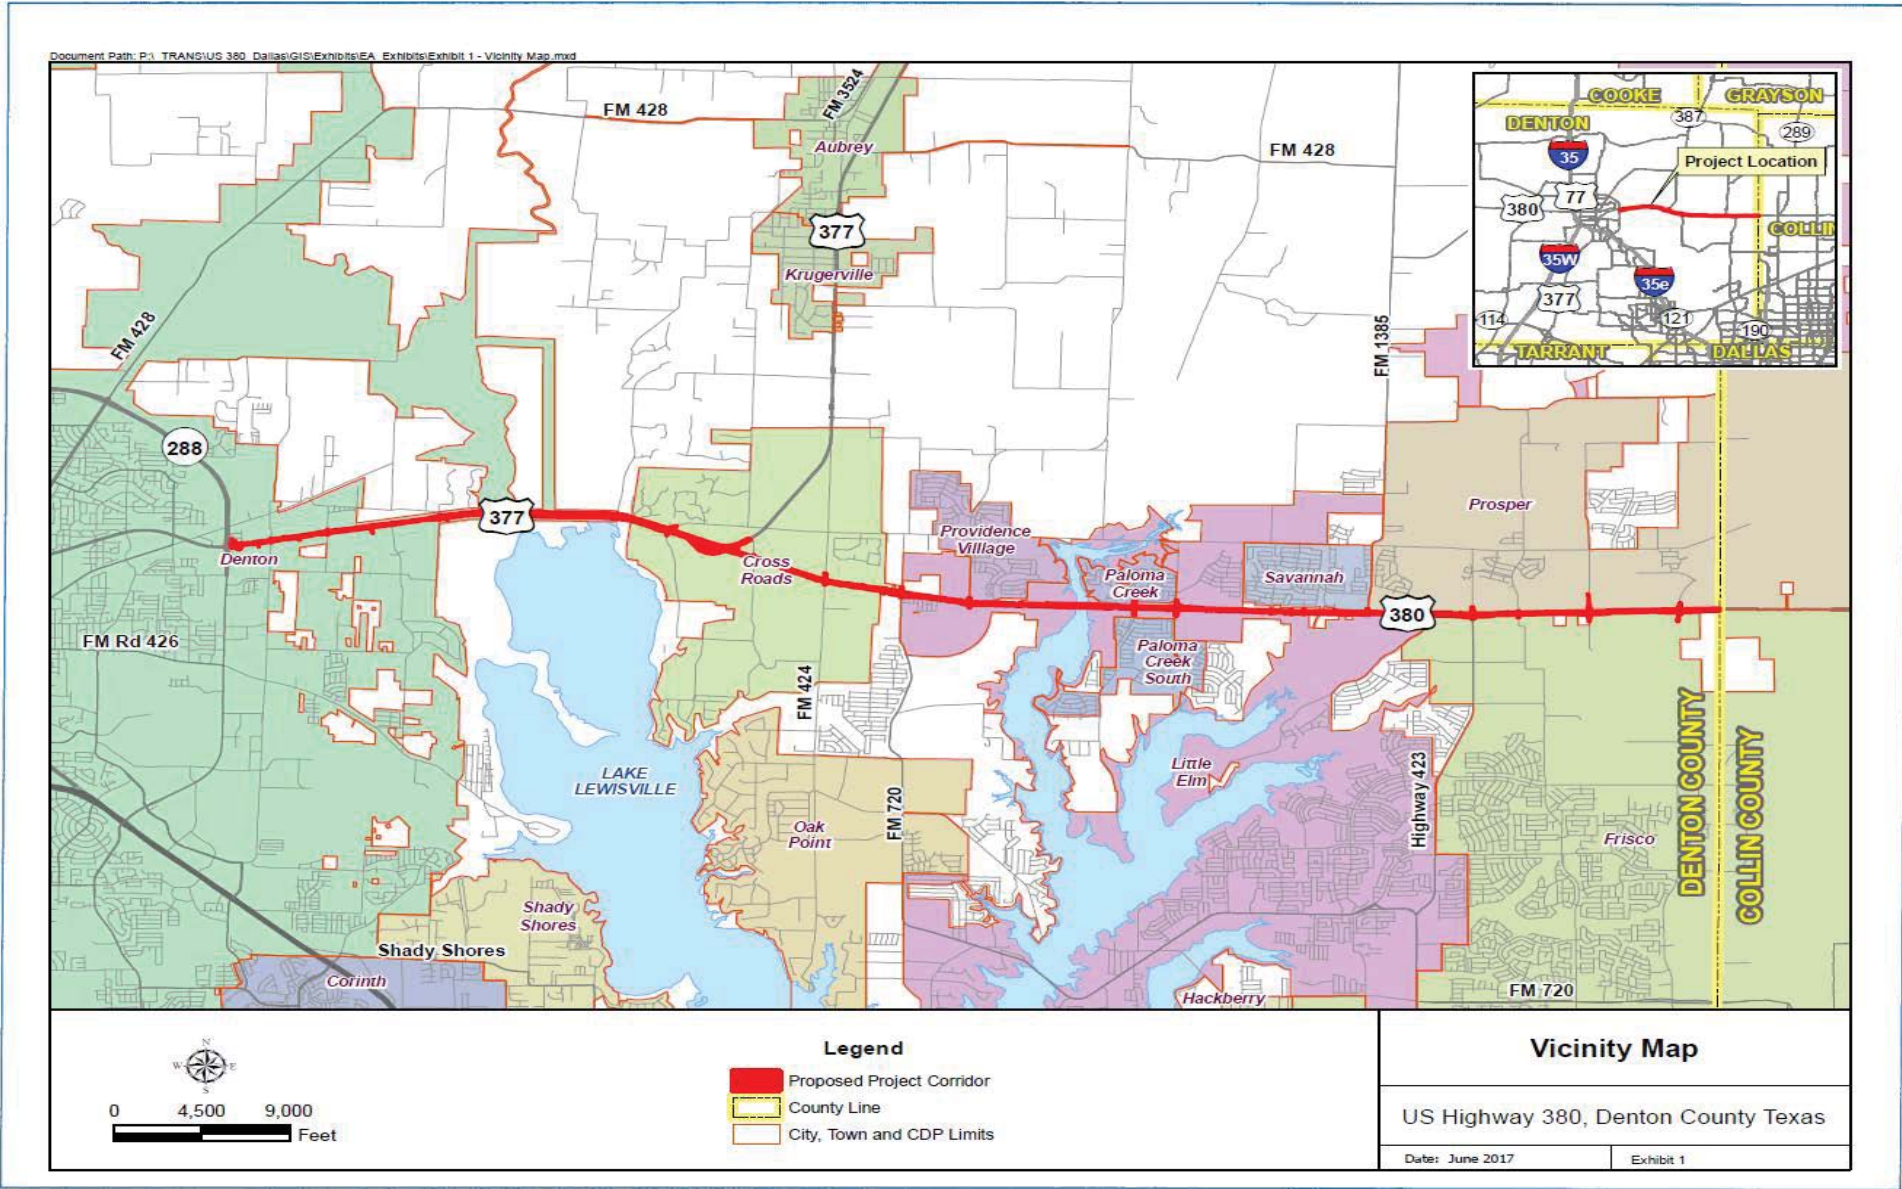 Document Path: P:\_TRANS\US 380_Dallas\GIS\Exhibits\EA_Exhibits\Exhibit 1 - Vicinity Map.mxd
FM 428
FM 3524
Aubrey
FM 428
377
Krugerville
FM 428
FM 1385
288
377
Denton
Cross
Roads
Providence
Village
Paloma
Creek
Savannah
Prosper
380
FM Rd 426
Paloma
Creek
South
FM 424
LAKE
LEWISVILLE
Little
Elm
Oak
Point
FM 720
Highway 423
Frisco
DENTON COUNTY
COLLIN COUNTY
Shady
Shores
Shady Shores
Corinth
Hackberry
FM 720
COOKE
GRAYSON
DENTON
387
289
35
Project Location
77
380
COLLIN
35W
35e
377
114
121
190
TARRANT
DALLAS
N
W
E
S
0 4,500 9,000
Feet
Legend
Proposed Project Corridor
County Line
City, Town and CDP Limits
Vicinity Map
US Highway 380, Denton County Texas
Date: June 2017
Exhibit 1